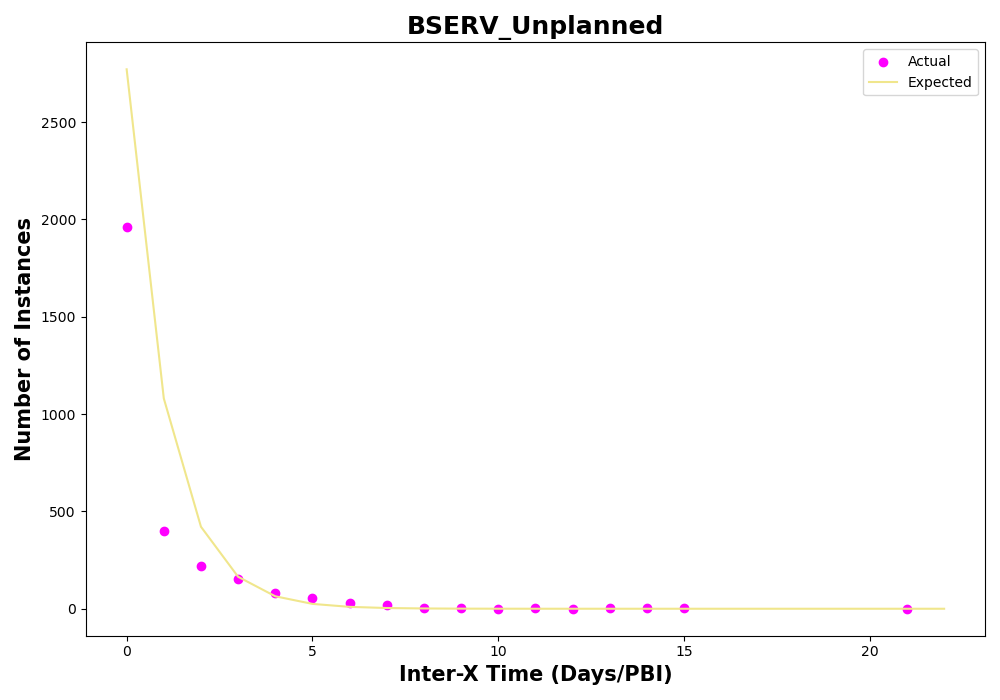 BSERV_Unplanned
Actual
Expected
Number of Instances
2500
2000
1500
1000
500
0
0 5 10 15 20
Inter-X Time (Days/PBI)